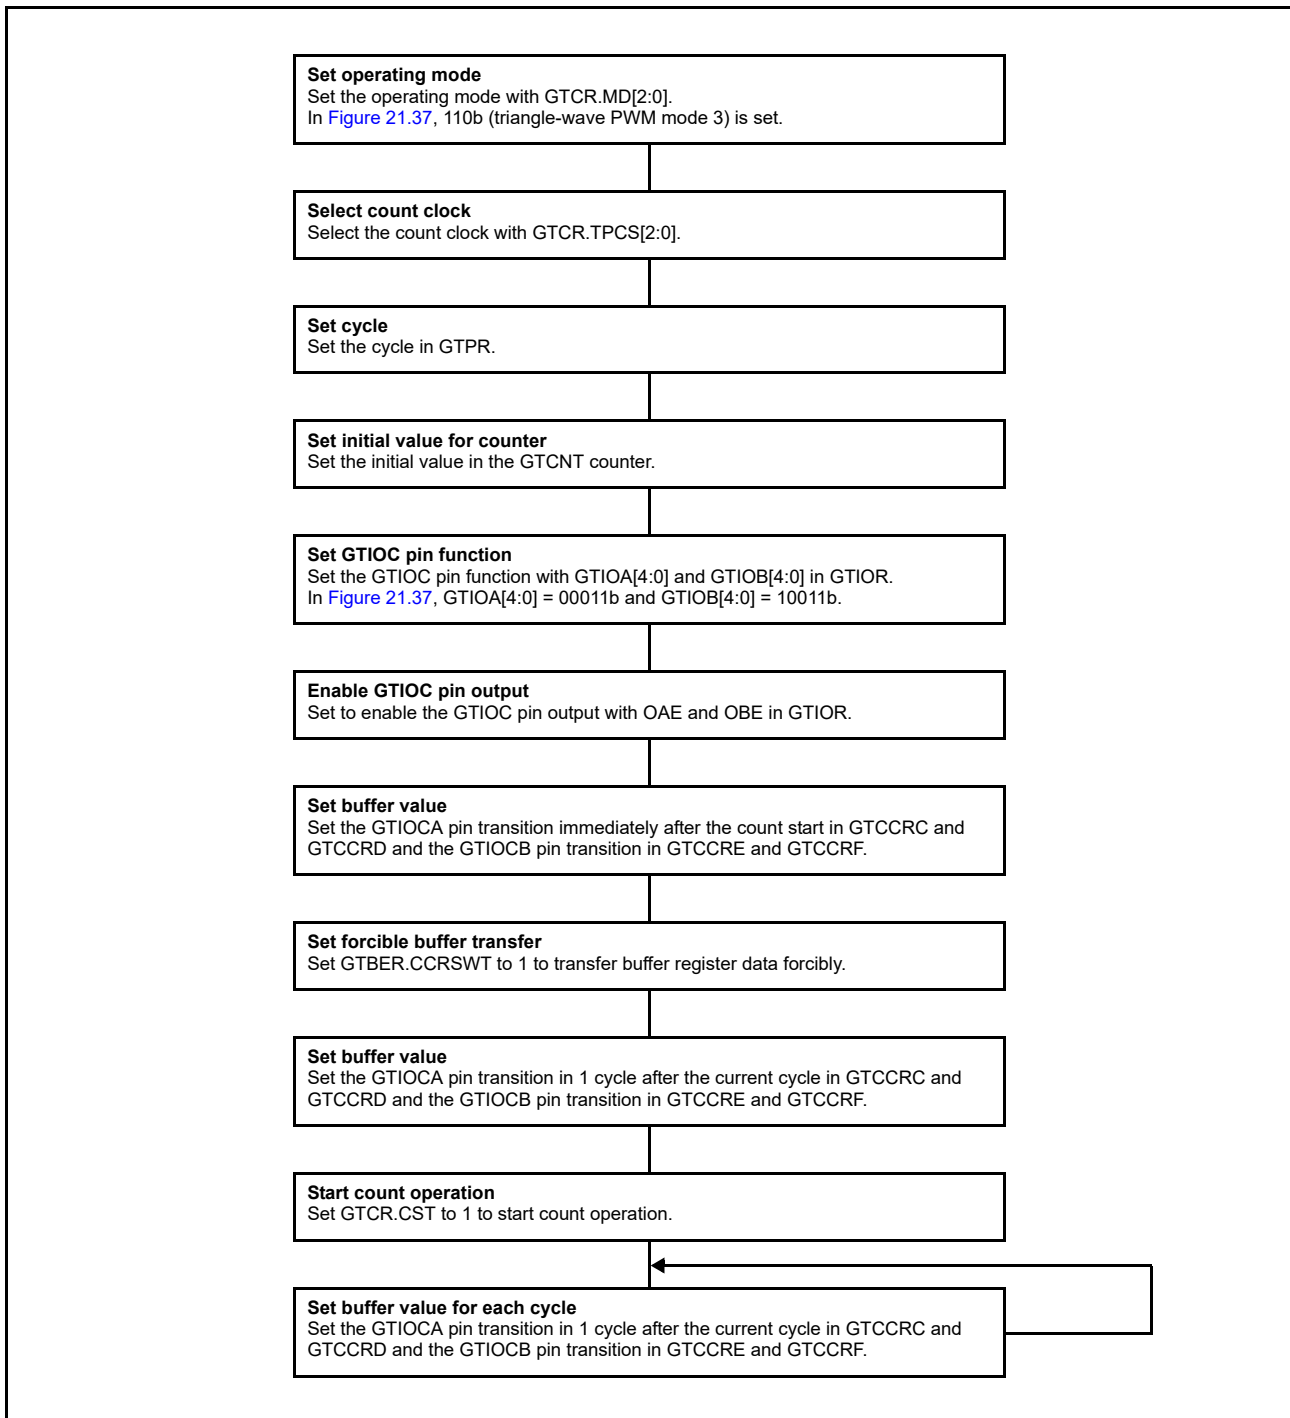 Set operating mode
Set the operating mode with GTCR.MD[2:0].
In Figure 21.37, 110b (triangle-wave PWM mode 3) is set.
Select count clock
Select the count clock with GTCR.TPCS[2:0].
Set cycle
Set the cycle in GTPR.
Set initial value for counter
Set the initial value in the GTCNT counter.
Set GTIOC pin function
Set the GTIOC pin function with GTIOA[4:0] and GTIOB[4:0] in GTIOR.
In Figure 21.37, GTIOA[4:0] = 00011b and GTIOB[4:0] = 10011b.
Enable GTIOC pin output
Set to enable the GTIOC pin output with OAE and OBE in GTIOR.
Set buffer value
Set the GTIOCA pin transition immediately after the count start in GTCCRC and
GTCCRD and the GTIOCB pin transition in GTCCRE and GTCCRF.
Set forcible buffer transfer
Set GTBER.CCRSWT to 1 to transfer buffer register data forcibly.
Set buffer value
Set the GTIOCA pin transition in 1 cycle after the current cycle in GTCCRC and
GTCCRD and the GTIOCB pin transition in GTCCRE and GTCCRF.
Start count operation
Set GTCR.CST to 1 to start count operation.
Set buffer value for each cycle
Set the GTIOCA pin transition in 1 cycle after the current cycle in GTCCRC and
GTCCRD and the GTIOCB pin transition in GTCCRE and GTCCRF.